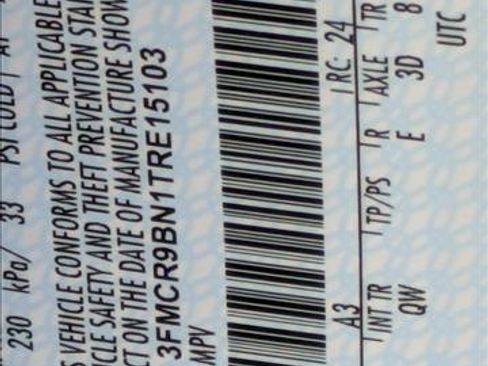 230 kPa/ 33 PSI COLD
S VEHICLE CONFORMS TO ALL APPLICABLE
ICLE SAFETY AND THEFT PREVENTION STAN
CT ON THE DATE OF MANUFACTURE SHOW
3FMCR9BN1TRE15103
MPV
A3 RC: 24
INT TR TP/PS R AXLE TR
QW E 3D 8
UTC